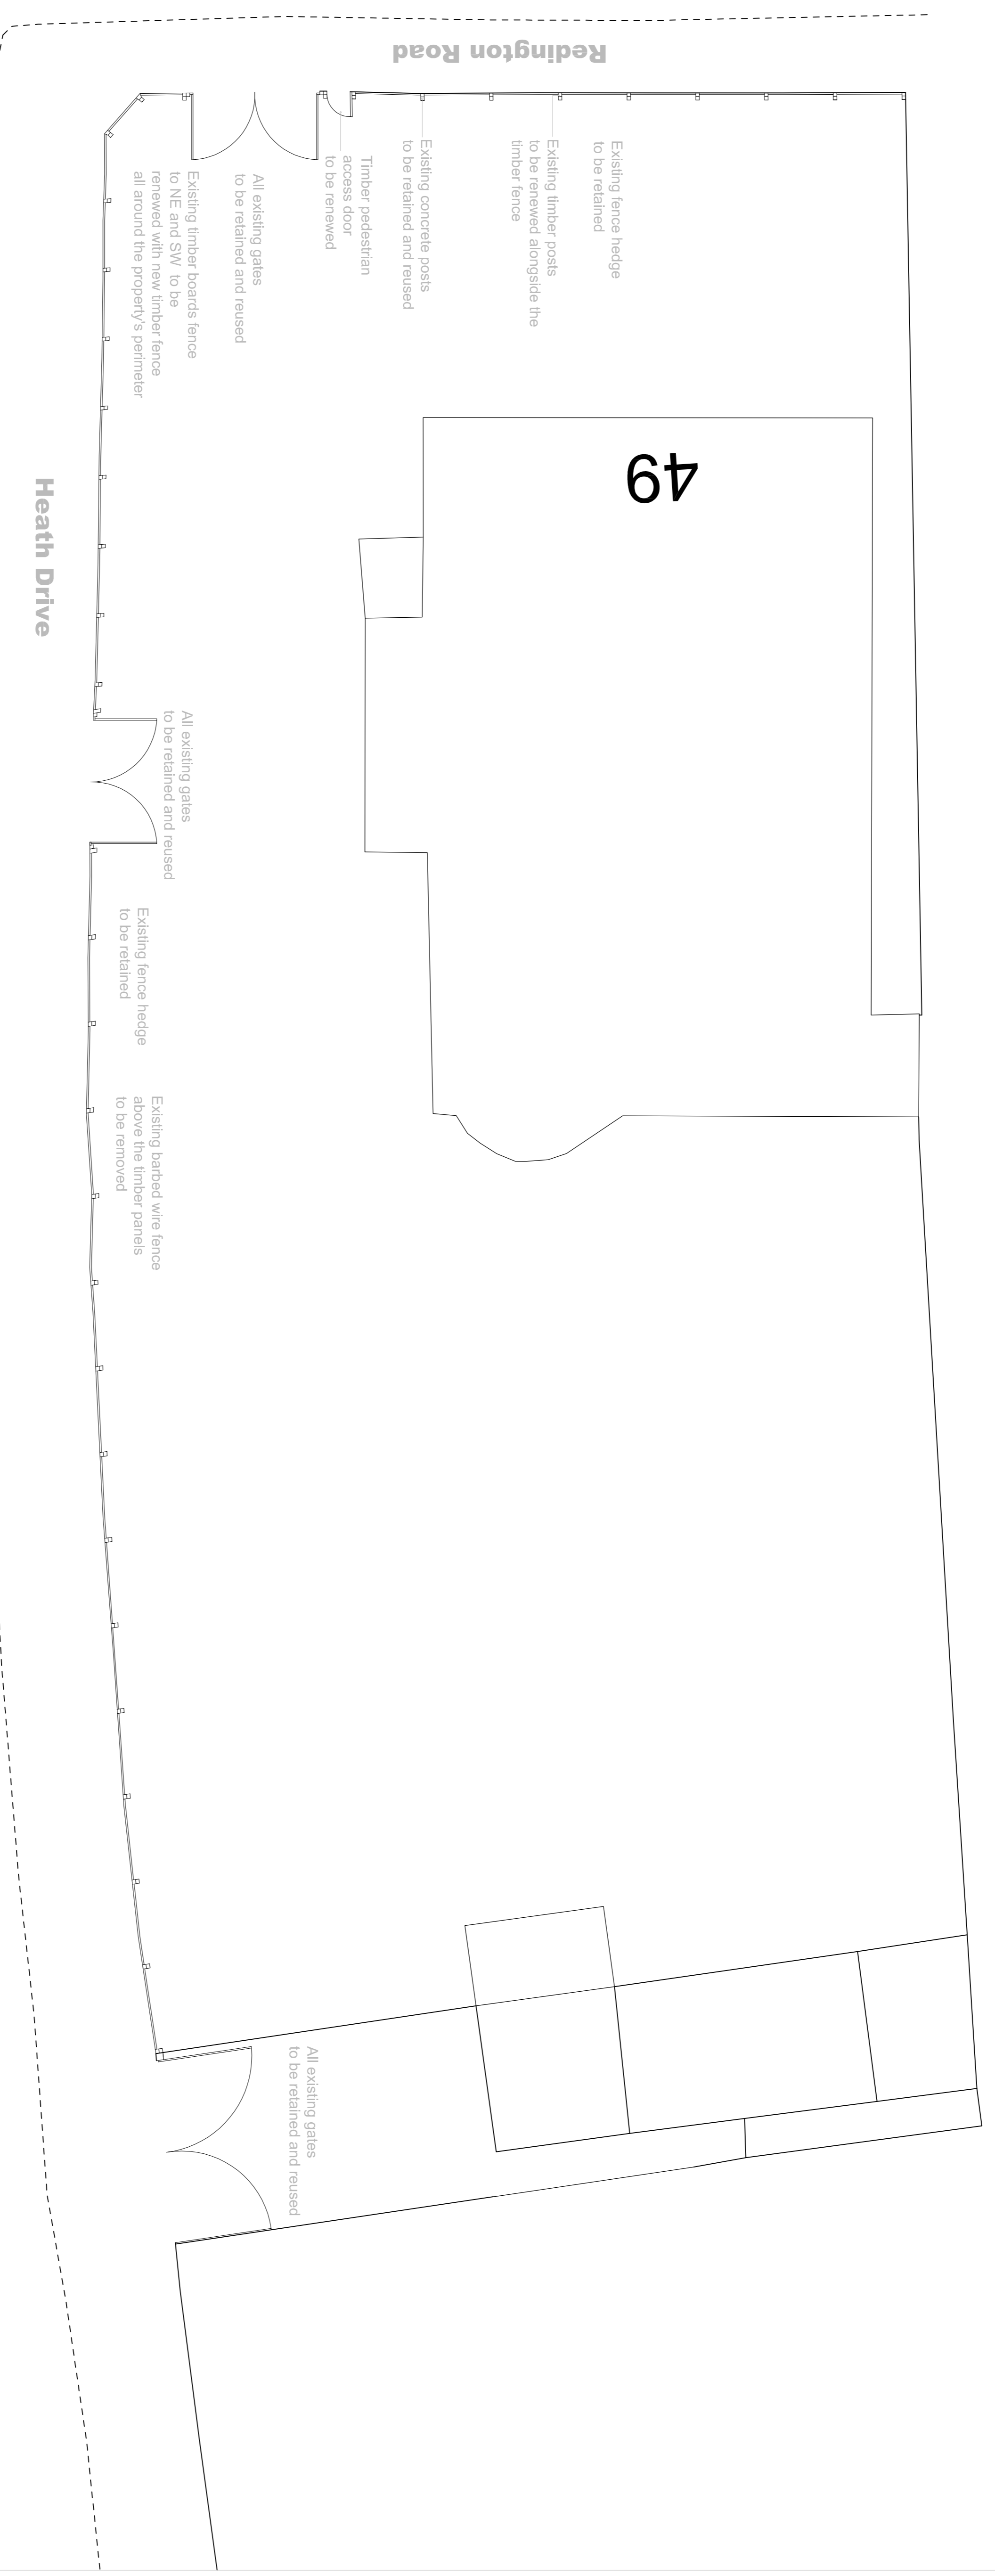 Redington Road
Existing fence hedge
to be retained
Existing timber posts
to be renewed alongside the
timber fence
Existing concrete posts
to be retained and reused
Timber pedestrian
access door
to be renewed
All existing gates
to be retained and reused
Existing timber boards fence
to NE and SW to be
renewed with new timber fence
all around the property's perimeter
49
Heath Drive
All existing gates
to be retained and reused
Existing fence hedge
to be retained
Existing barbed wire fence
above the timber panels
to be removed
All existing gates
to be retained and reused